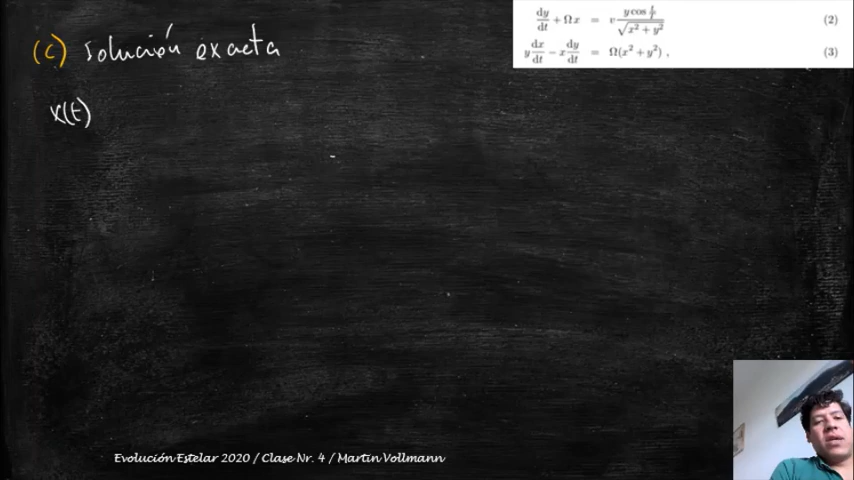 (c) solución exacta
x(t)
dy/dt + Ωx = v y cos t/τ / √(x² + y²) , (2)
y dx/dt − x dy/dt = Ω(x² + y²) , (3)
Evolución Estelar 2020 / Clase Nr. 4 / Martin Vollmann